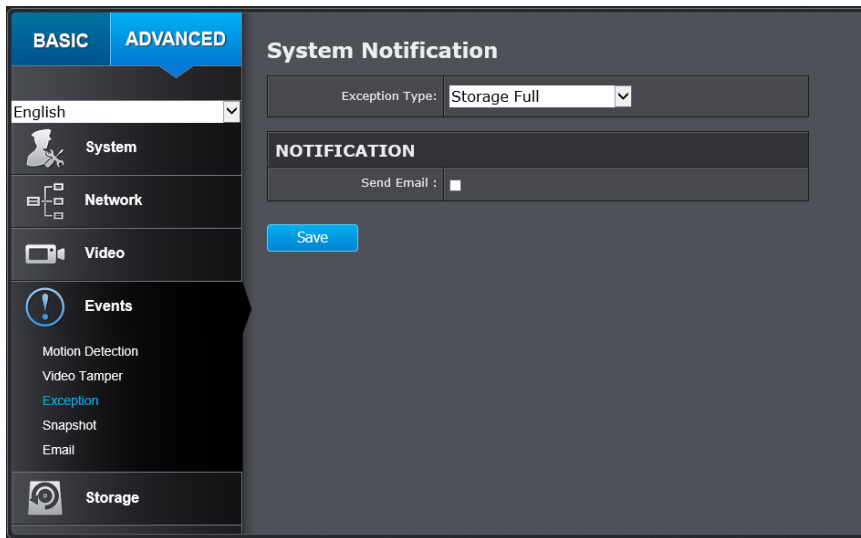 BASIC
ADVANCED
English
System
Network
Video
Events
Motion Detection
Video Tamper
Exception
Snapshot
Email
Storage
System Notification
Exception Type: Storage Full
NOTIFICATION
Send Email :
Save